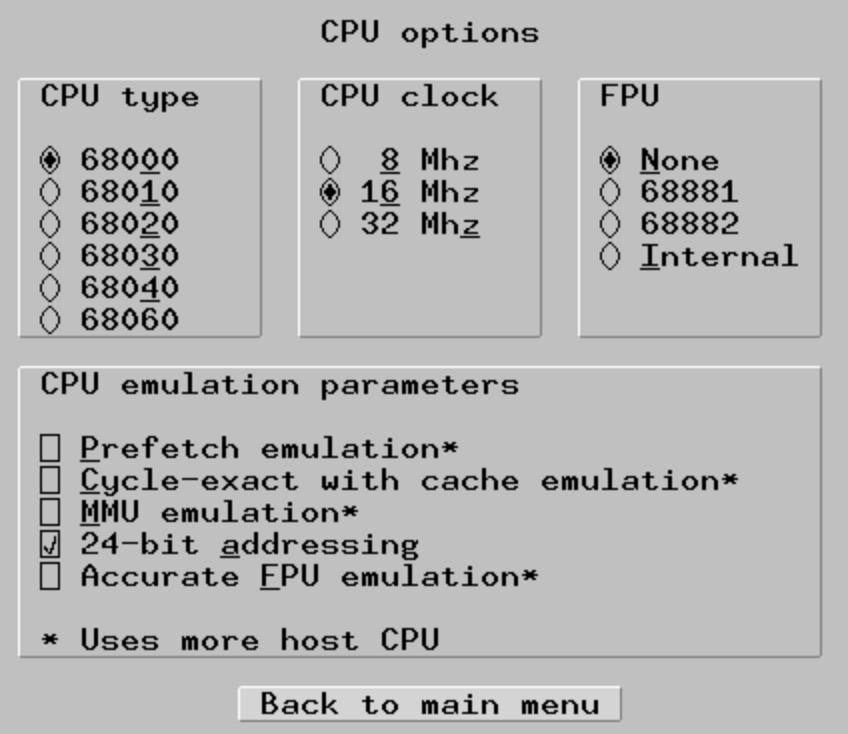 CPU options
CPU type
68000
68010
68020
68030
68040
68060
CPU clock
8 Mhz
16 Mhz
32 Mhz
FPU
None
68881
68882
Internal
CPU emulation parameters
Prefetch emulation*
Cycle-exact with cache emulation*
MMU emulation*
24-bit addressing
Accurate FPU emulation*
* Uses more host CPU
Back to main menu